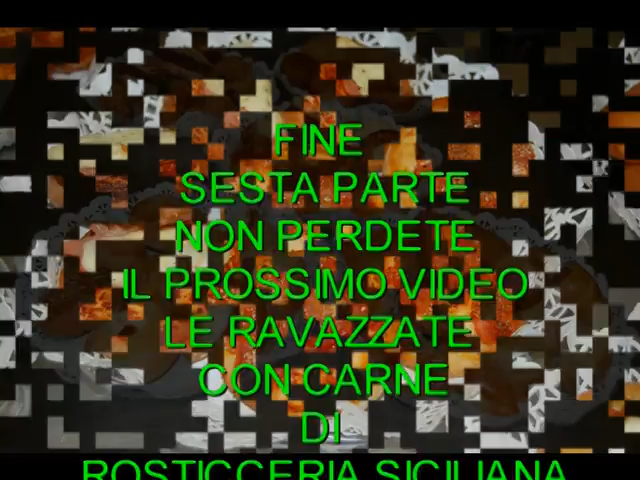 FINE
SESTA PARTE
NON PERDETE
IL PROSSIMO VIDEO
LE RAVAZZATE
CON CARNE
DI
ROSTICCERIA SICILIANA